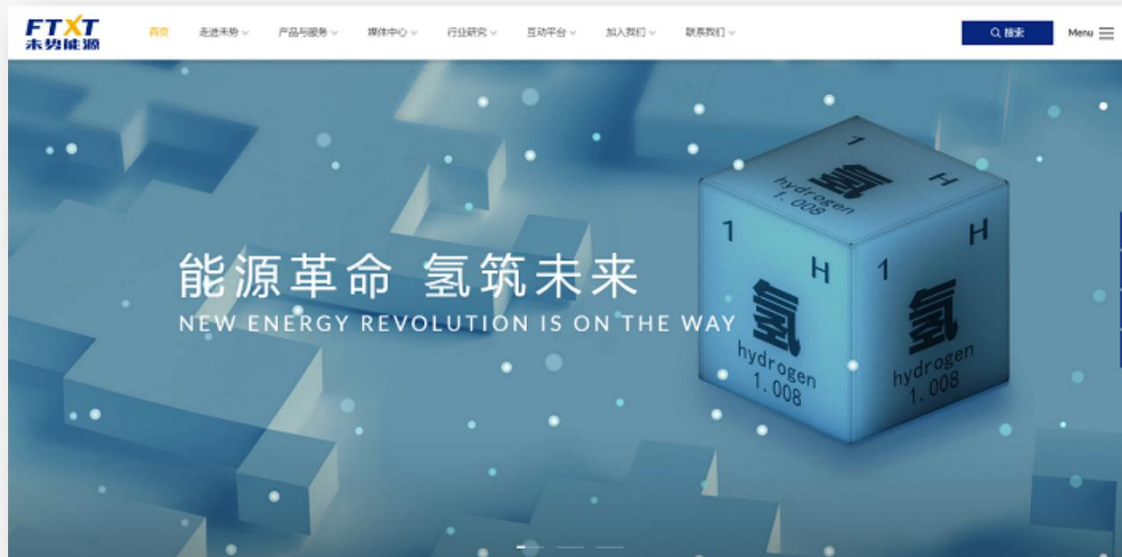 FTXT
未势能源
首页
走进未势
产品与服务
媒体中心
行业研究
互动平台
加入我们
联系我们
搜索
Menu
能源革命 氢筑未来
NEW ENERGY REVOLUTION IS ON THE WAY
1
H
氢
hydrogen
1.008
1
H
氢
hydrogen
1.008
1
H
氢
hydrogen
1.008